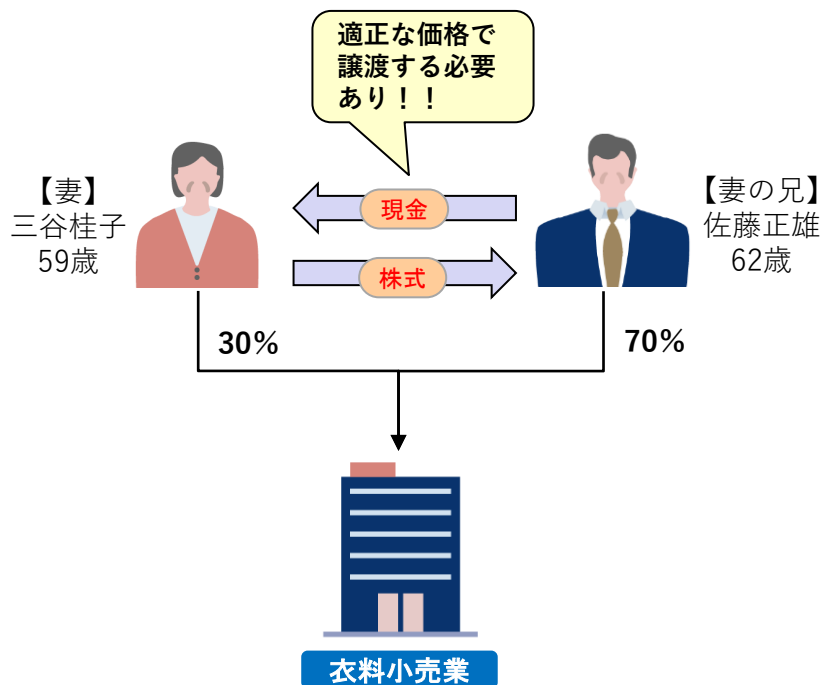 適正な価格で
譲渡する必要
あり！！
【妻】
三谷桂子
59歳
現金
株式
【妻の兄】
佐藤正雄
62歳
30%
70%
衣料小売業